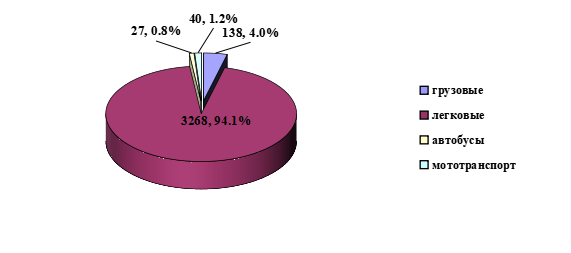 40, 1.2%
27, 0.8%
138, 4.0%
3268, 94.1%
грузовые
легковые
автобусы
мототранспорт